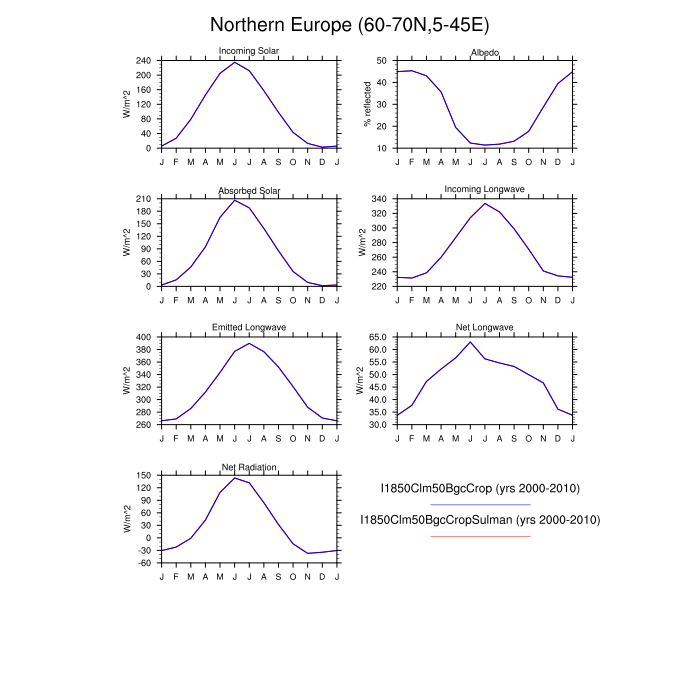 Northern Europe (60-70N,5-45E)
Incoming Solar
W/m^2
240
200
160
120
80
40
0
J F M A M J J A S O N D J
Albedo
% reflected
50
40
30
20
10
J F M A M J J A S O N D J
Absorbed Solar
W/m^2
210
180
150
120
90
60
30
0
J F M A M J J A S O N D J
Incoming Longwave
W/m^2
340
320
300
280
260
240
220
J F M A M J J A S O N D J
Emitted Longwave
W/m^2
400
380
360
340
320
300
280
260
J F M A M J J A S O N D J
Net Longwave
W/m^2
65.0
60.0
55.0
50.0
45.0
40.0
35.0
30.0
J F M A M J J A S O N D J
Net Radiation
W/m^2
150
120
90
60
30
0
-30
-60
J F M A M J J A S O N D J
I1850Clm50BgcCrop (yrs 2000-2010)
I1850Clm50BgcCropSulman (yrs 2000-2010)